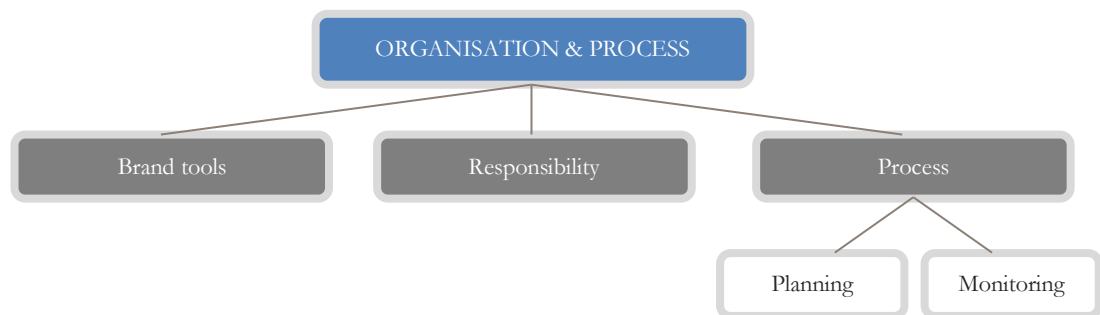 ORGANISATION & PROCESS
Brand tools
Responsibility
Process
Planning
Monitoring